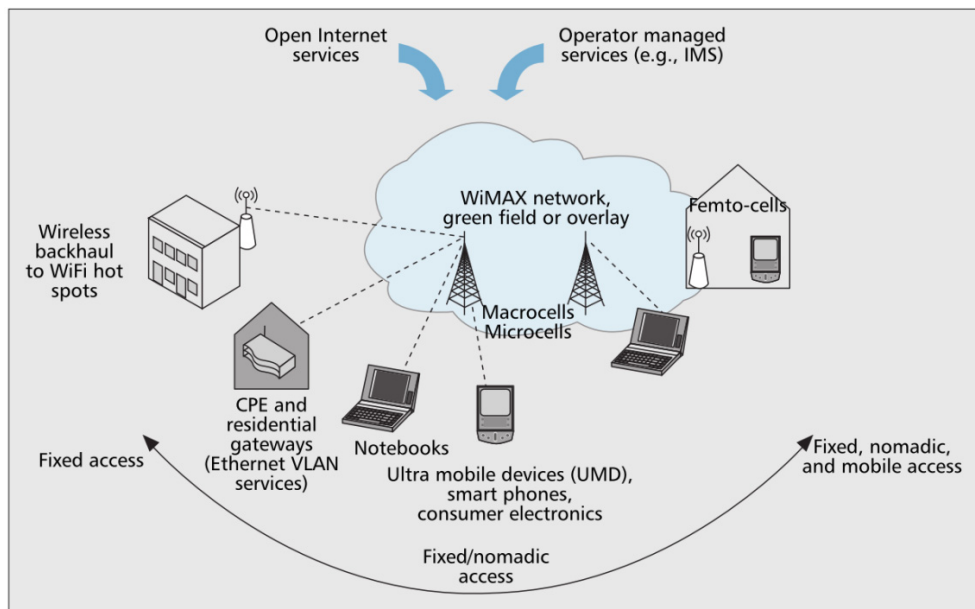 Open Internet
services
Operator managed
services (e.g., IMS)
WiMAX network,
green field or overlay
Femto-cells
Wireless
backhaul
to WiFi hot
spots
Macrocells
Microcells
CPE and
residential
gateways
(Ethernet VLAN
services)
Notebooks
Ultra mobile devices (UMD),
smart phones,
consumer electronics
Fixed access
Fixed, nomadic,
and mobile access
Fixed/nomadic
access